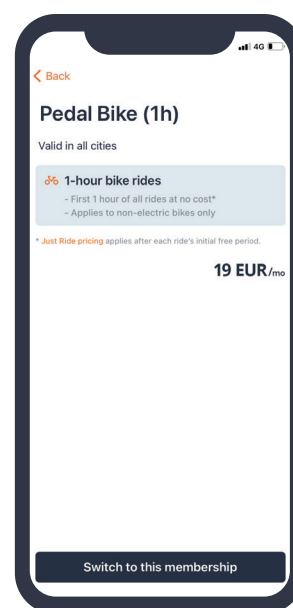 4G
Back
Pedal Bike (1h)
Valid in all cities
1-hour bike rides
- First 1 hour of all rides at no cost*
- Applies to non-electric bikes only
* Just Ride pricing applies after each ride's initial free period.
19 EUR/mo
Switch to this membership